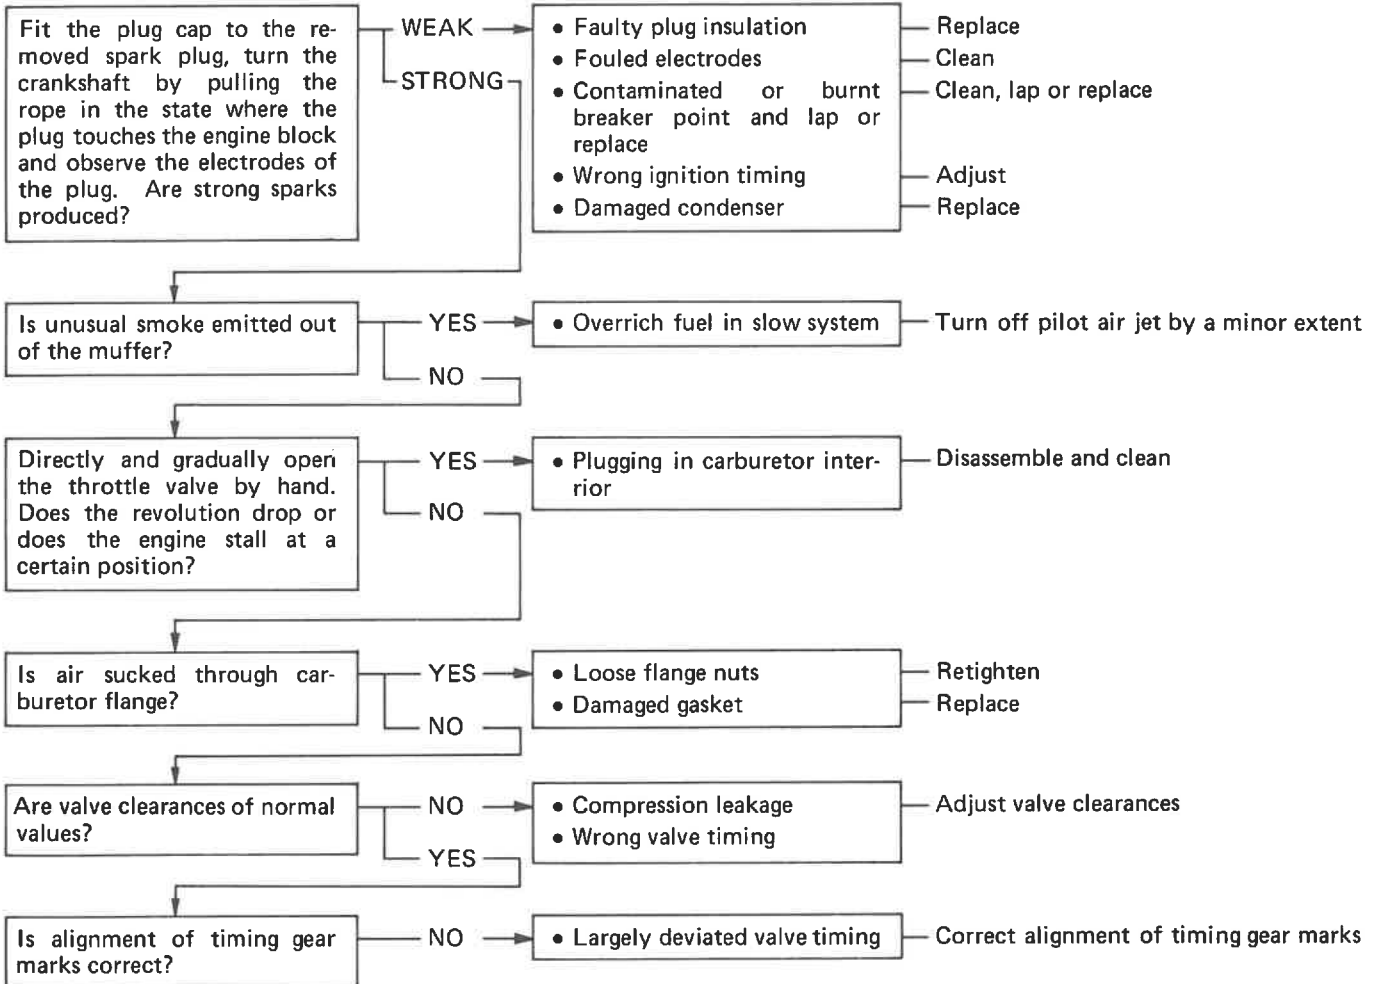 Fit the plug cap to the re-
moved spark plug, turn the
crankshaft by pulling the
rope in the state where the
plug touches the engine block
and observe the electrodes of
the plug. Are strong sparks
produced?
WEAK
STRONG
• Faulty plug insulation
• Fouled electrodes
• Contaminated or burnt
breaker point and lap or
replace
• Wrong ignition timing
• Damaged condenser
Replace
Clean
Clean, lap or replace
Adjust
Replace
Is unusual smoke emitted out
of the muffer?
YES
NO
• Overrich fuel in slow system
Turn off pilot air jet by a minor extent
Directly and gradually open
the throttle valve by hand.
Does the revolution drop or
does the engine stall at a
certain position?
YES
NO
• Plugging in carburetor inter-
rior
Disassemble and clean
Is air sucked through car-
buretor flange?
YES
NO
• Loose flange nuts
• Damaged gasket
Retighten
Replace
Are valve clearances of normal
values?
NO
YES
• Compression leakage
• Wrong valve timing
Adjust valve clearances
Is alignment of timing gear
marks correct?
NO
• Largely deviated valve timing
Correct alignment of timing gear marks